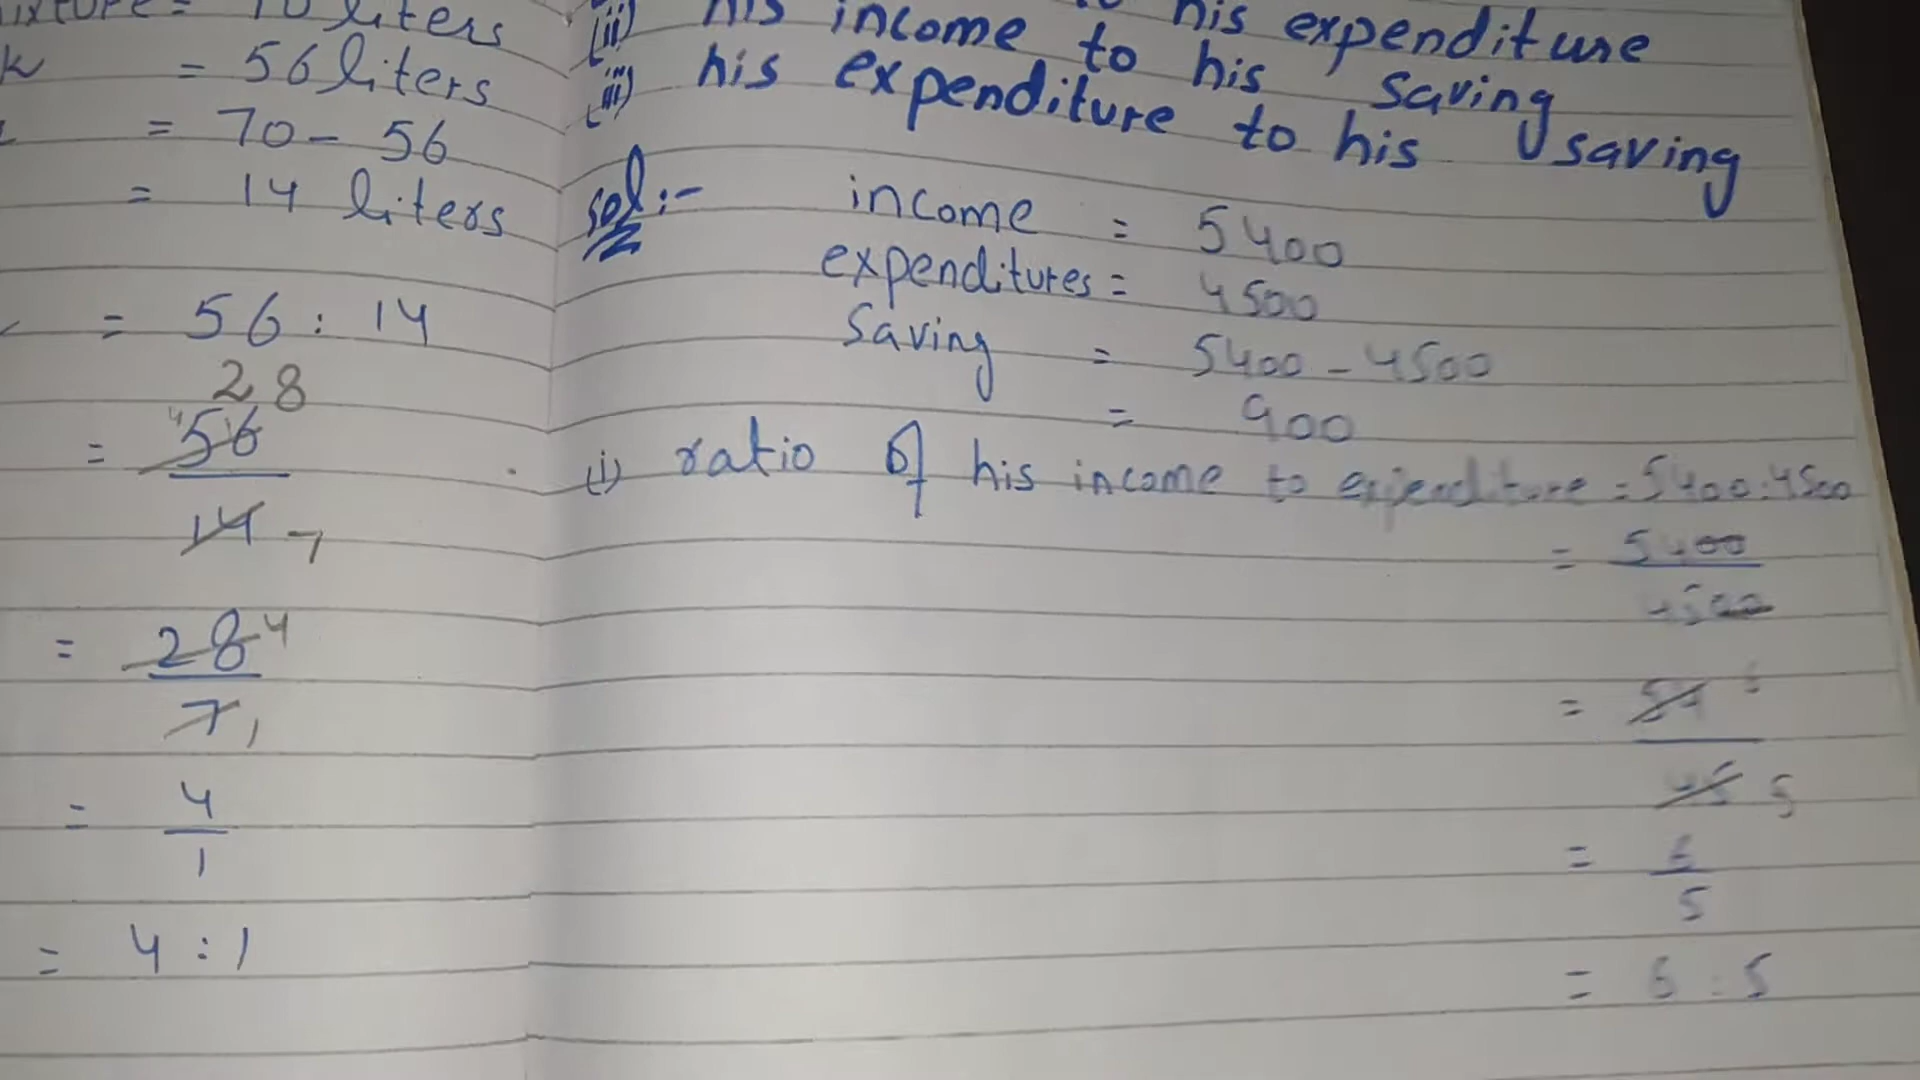 = 10 liters
= 56 liters
= 70 - 56
= 14 liters
= 56 : 14
28
= 56
14 7
= 28 4
7 1
= 4
1
= 4 : 1
his expenditure
(ii) his income to his saving
(iii) his expenditure to his saving
sol:-
income = 5400
expenditures = 4500
Saving = 5400 - 4500
= 900
(i) ratio of his income to expenditure = 5400:4500
= 5400
4500
= 54 6
45 5
= 6
5
= 6 : 5